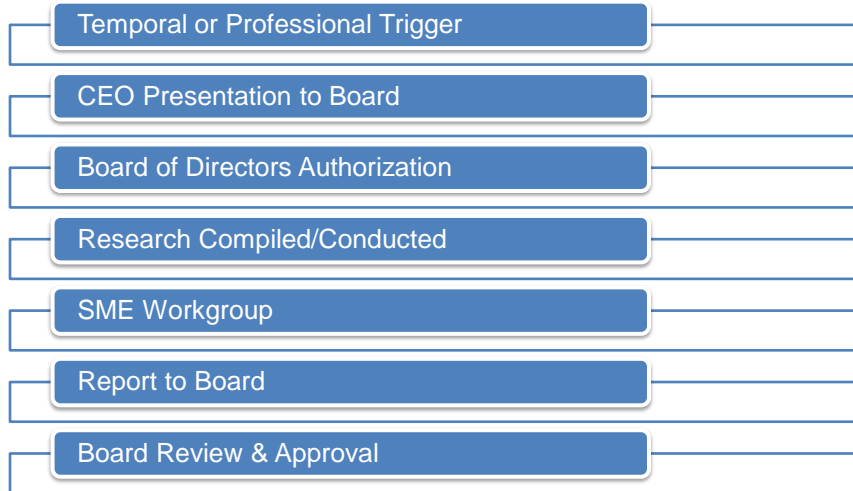 Temporal or Professional Trigger
CEO Presentation to Board
Board of Directors Authorization
Research Compiled/Conducted
SME Workgroup
Report to Board
Board Review & Approval